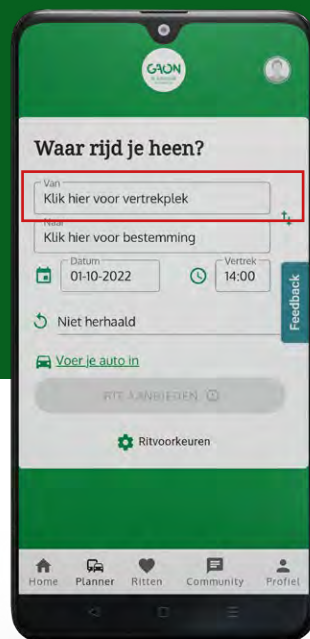 GAON
Waar rijd je heen?
Van
Klik hier voor vertrekplek
Naar
Klik hier voor bestemming
Datum
01-10-2022
Vertrek
14:00
Feedback
Niet herhaald
Voer je auto in
RIT AANBIEDEN
Ritvoorkeuren
Home Planner Ritten Community Profiel